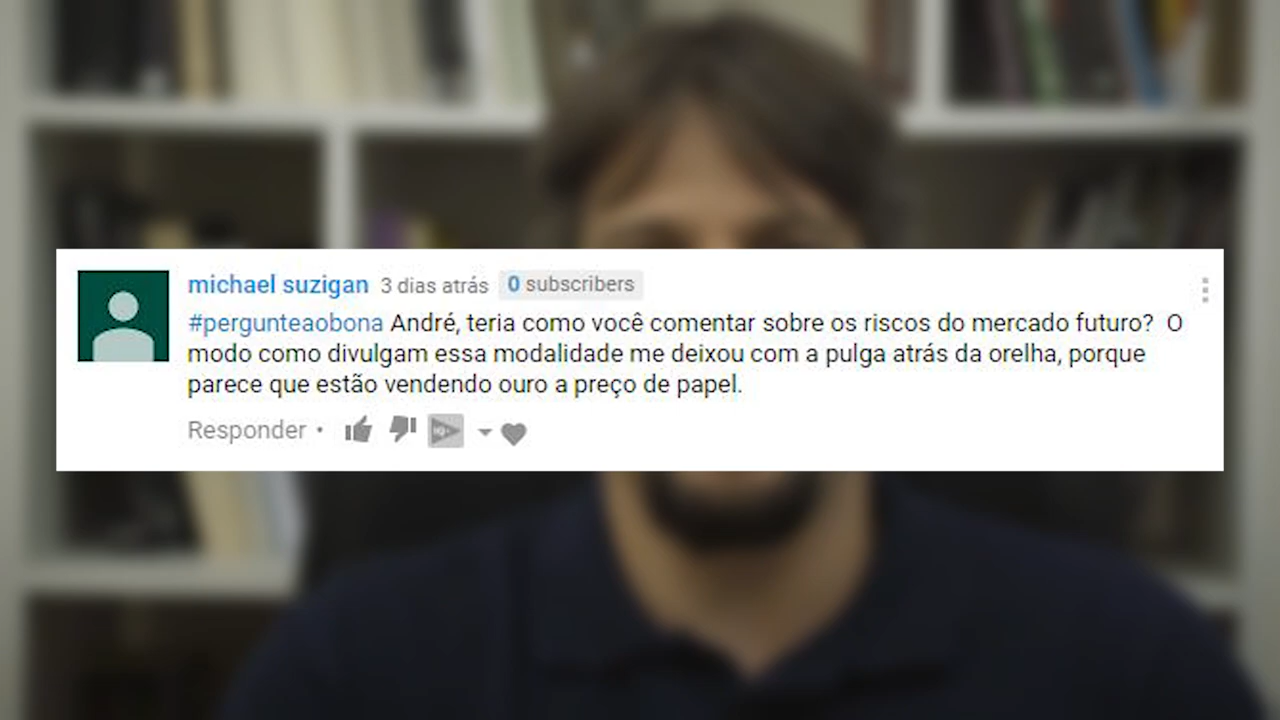 michael suzigan 3 dias atrás 0 subscribers
#pergunteaobona André, teria como você comentar sobre os riscos do mercado futuro? O
modo como divulgam essa modalidade me deixou com a pulga atrás da orelha, porque
parece que estão vendendo ouro a preço de papel.
Responder •